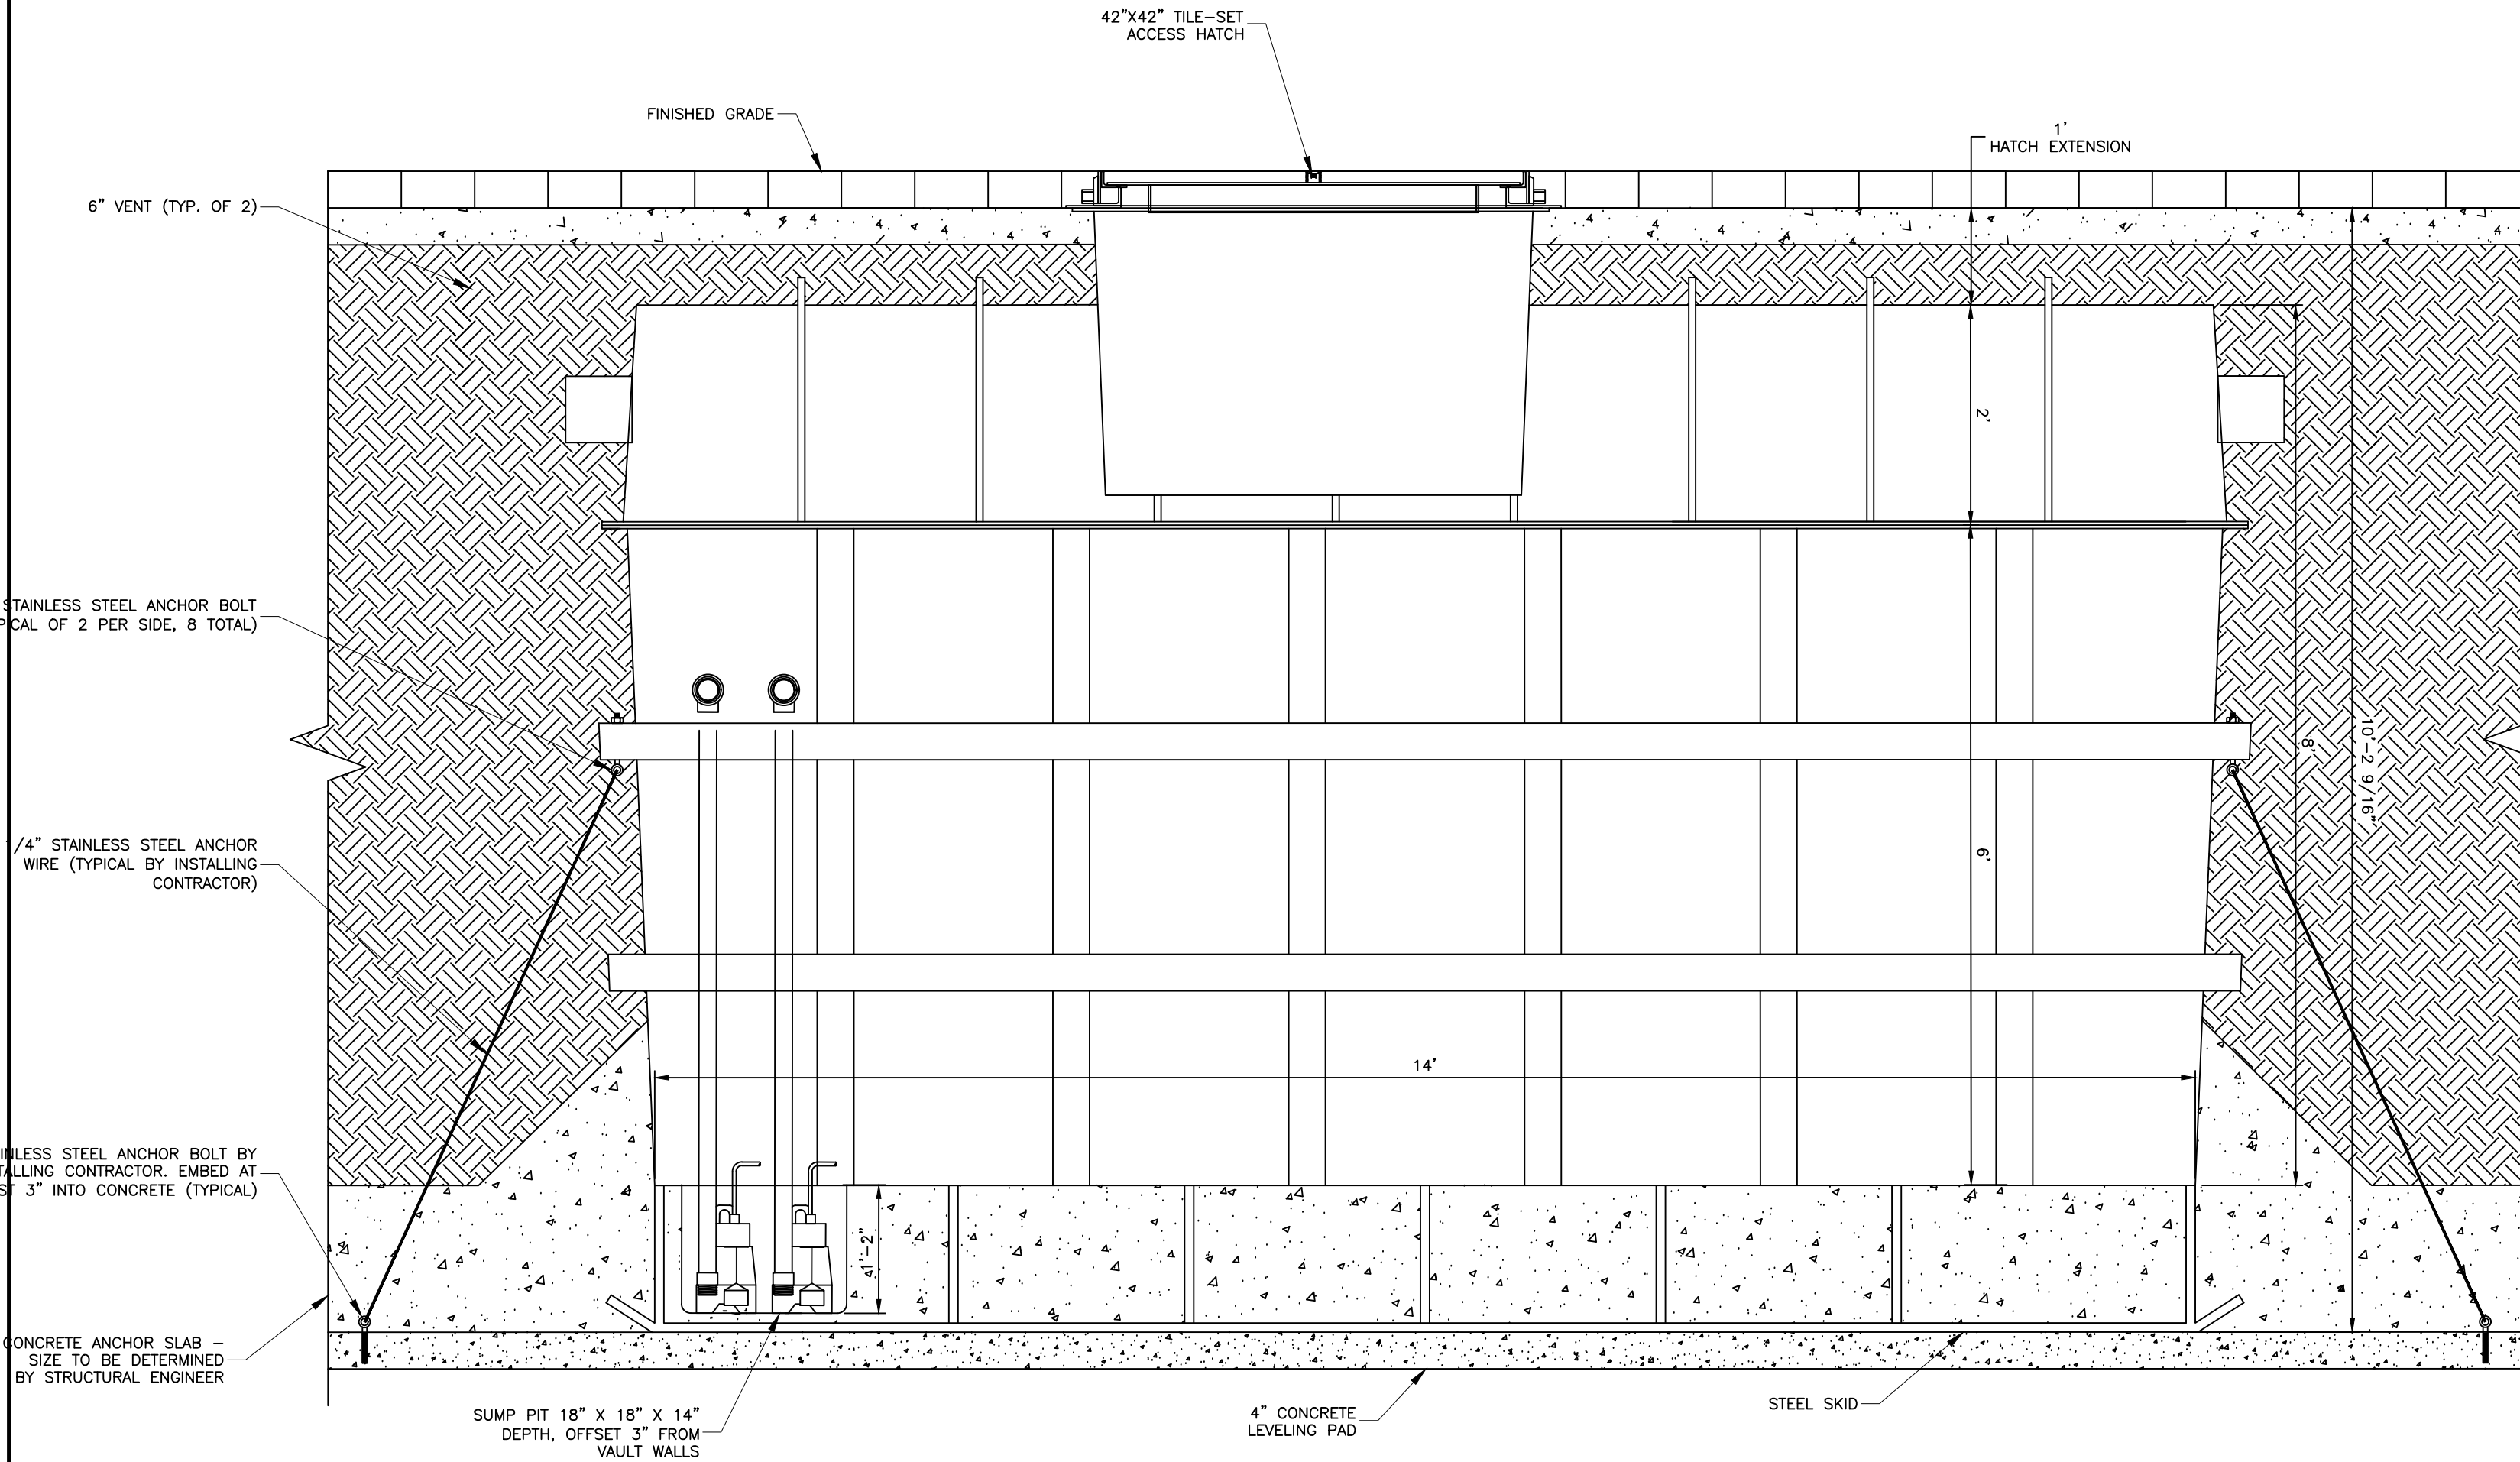 42"X42" TILE-SET
ACCESS HATCH
FINISHED GRADE
1'
HATCH EXTENSION
6" VENT (TYP. OF 2)
2'
STAINLESS STEEL ANCHOR BOLT
OF 2 PER SIDE, 8 TOTAL)
8'
10'-2 9/16"
6'
/4" STAINLESS STEEL ANCHOR
WIRE (TYPICAL BY INSTALLING
CONTRACTOR)
14'
STEEL ANCHOR BOLT BY
CONTRACTOR. EMBED AT
3" INTO CONCRETE (TYPICAL)
1'-2"
CONCRETE ANCHOR SLAB -
SIZE TO BE DETERMINED
BY STRUCTURAL ENGINEER
SUMP PIT 18" X 18" X 14"
DEPTH, OFFSET 3" FROM
VAULT WALLS
4" CONCRETE
LEVELING PAD
STEEL SKID